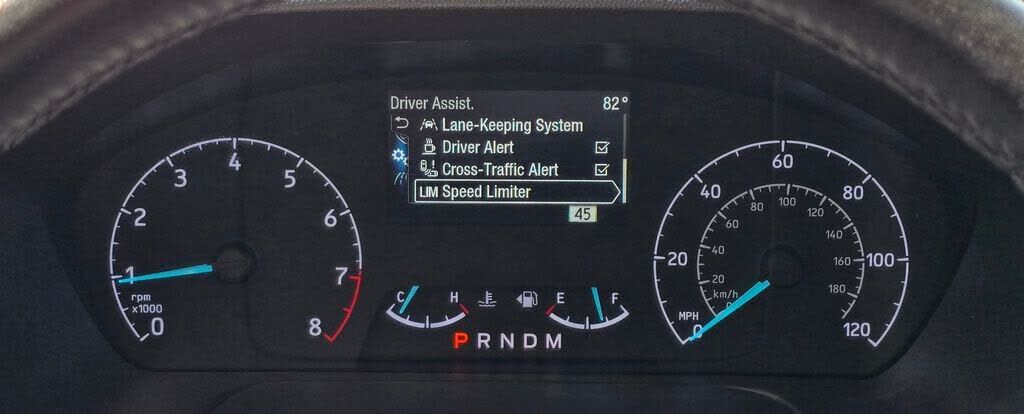 Driver Assist. 82°
Lane-Keeping System
Driver Alert
Cross-Traffic Alert
LIM Speed Limiter
45
0
1
2
3
4
5
6
7
8
rpm
x1000
C H
E F
P R N D M
0
20
40
60
80
100
120
MPH
0
20
40
60
80
100
120
140
160
180
km/h